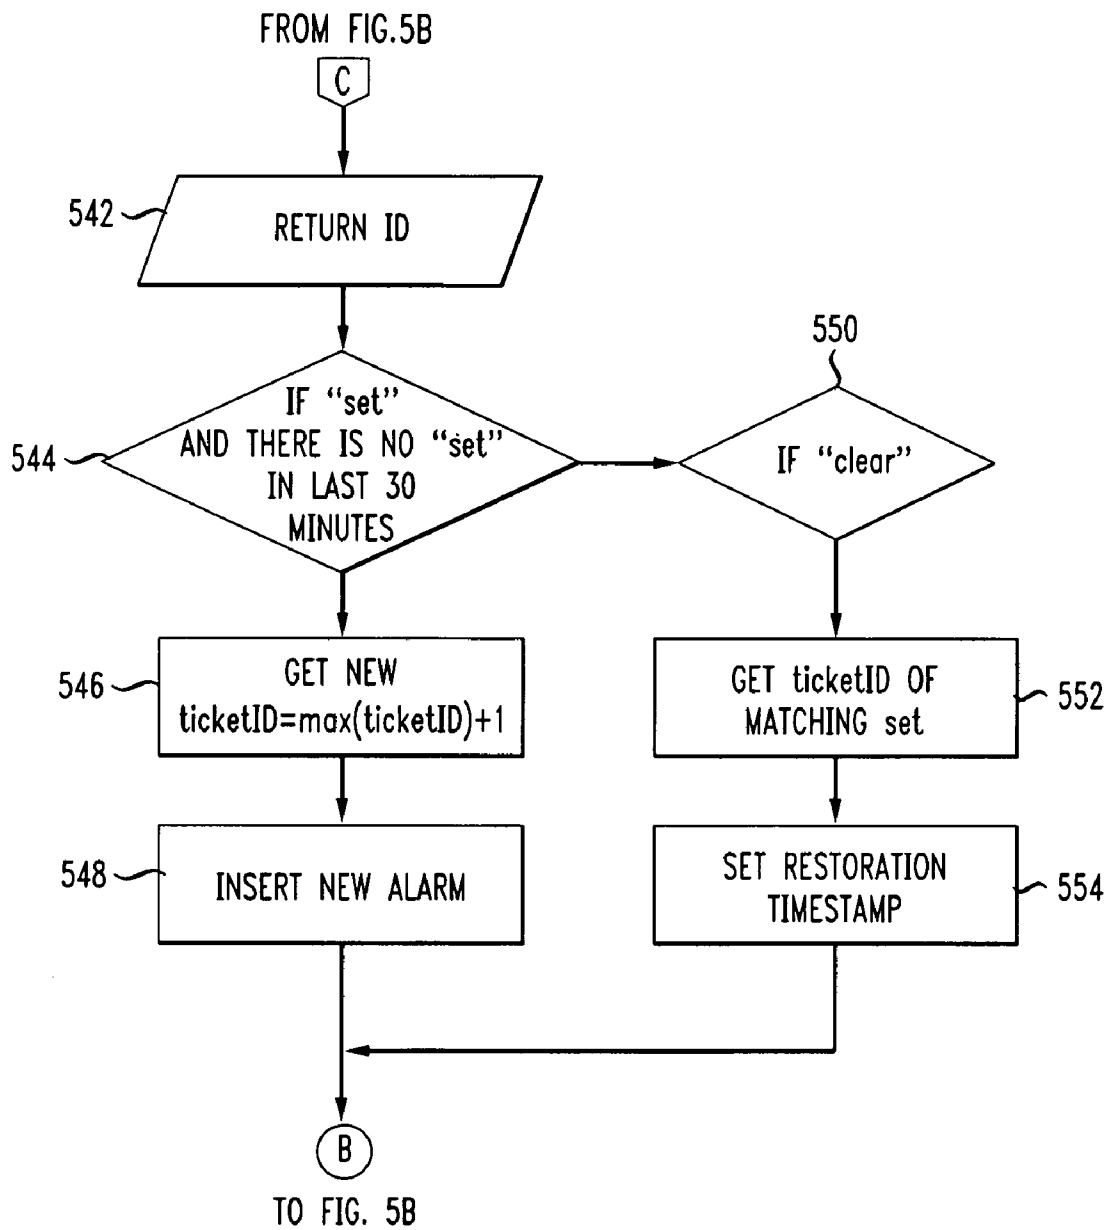 FROM FIG.5B
C
542
RETURN ID
550
544
IF "set"
AND THERE IS NO "set"
IN LAST 30
MINUTES
IF "clear"
546
GET NEW
ticketID=max(ticketID)+1
GET ticketID OF
MATCHING set
552
548
INSERT NEW ALARM
SET RESTORATION
TIMESTAMP
554
B
TO FIG. 5B